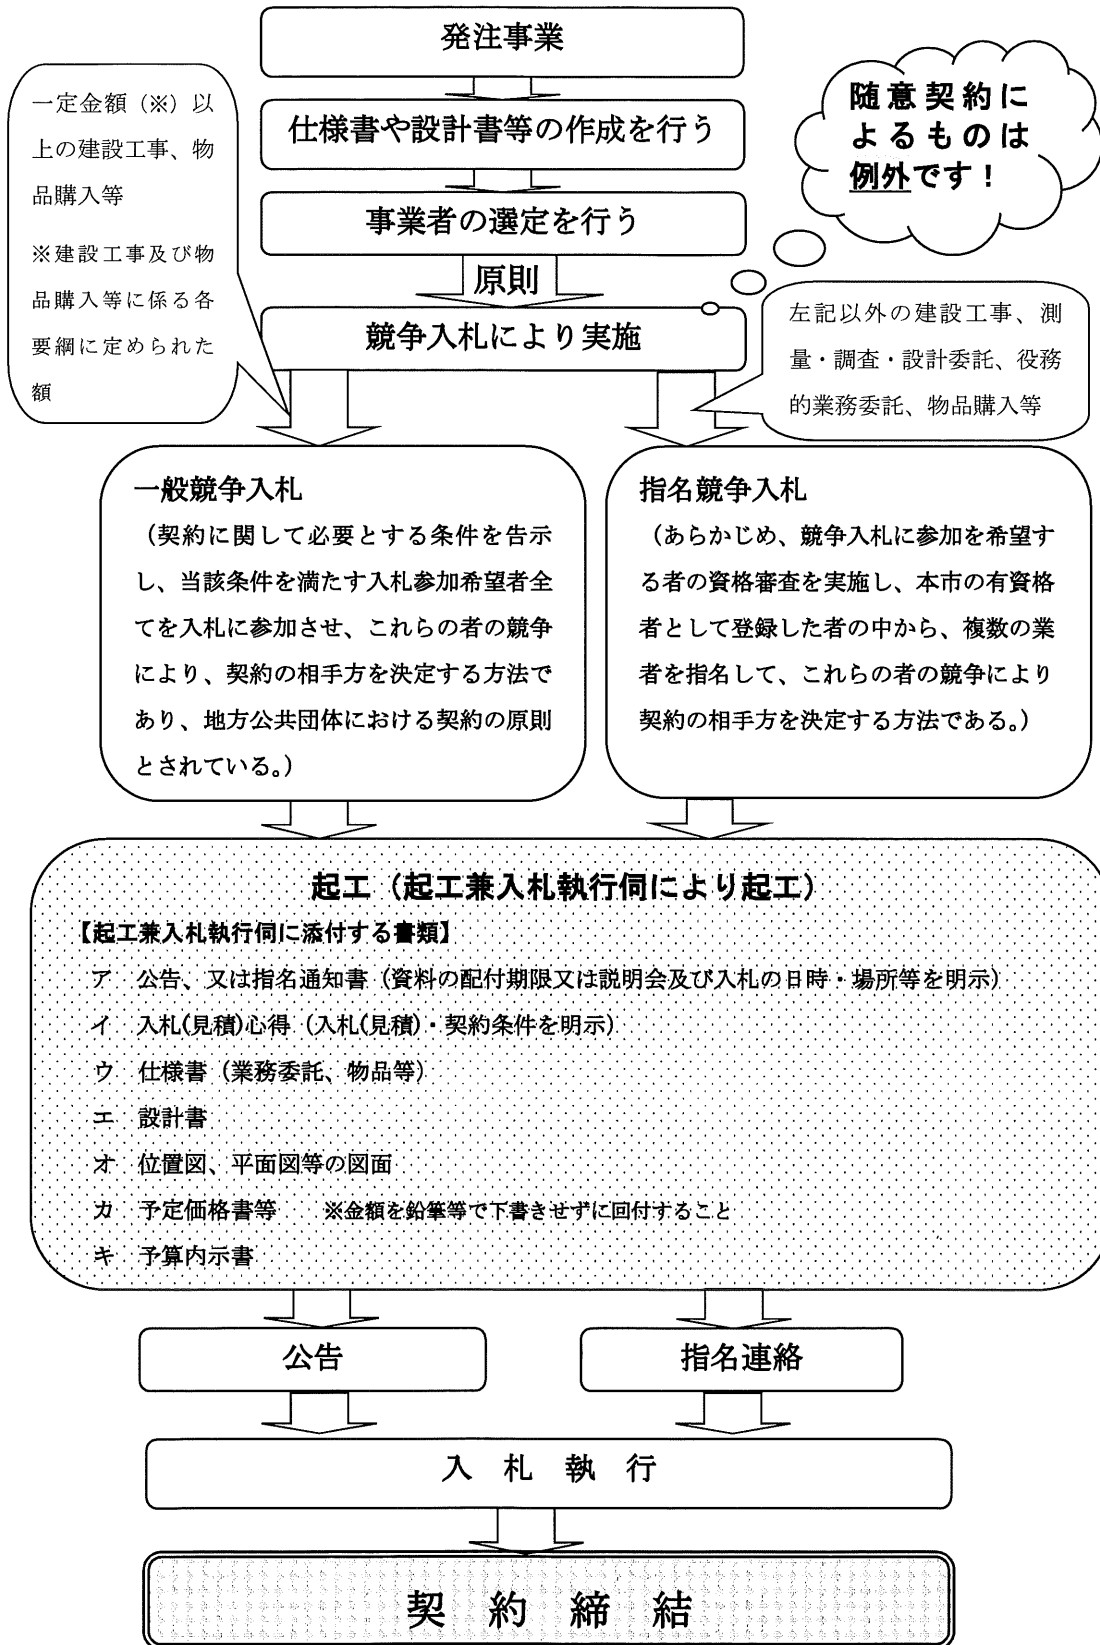 発注事業
仕様書や設計書等の作成を行う
事業者の選定を行う
原則
競争入札により実施
随意契約に
よるものは
例外です！
一定金額（※）以
上の建設工事、物
品購入等
※建設工事及び物
品購入等に係る各
要綱に定められた
額
左記以外の建設工事、測
量・調査・設計委託、役務
的業務委託、物品購入等
一般競争入札
（契約に関して必要とする条件を告示
し、当該条件を満たす入札参加希望者全
てを入札に参加させ、これらの者の競争
により、契約の相手方を決定する方法で
あり、地方公共団体における契約の原則
とされている。）
指名競争入札
（あらかじめ、競争入札に参加を希望す
る者の資格審査を実施し、本市の有資格
者として登録した者の中から、複数の業
者を指名して、これらの者の競争により
契約の相手方を決定する方法である。）
起工（起工兼入札執行伺により起工）
【起工兼入札執行伺に添付する書類】
ア　公告、又は指名通知書（資料の配付期限又は説明会及び入札の日時・場所等を明示）
イ　入札(見積)心得（入札(見積)・契約条件を明示）
ウ　仕様書（業務委託、物品等）
エ　設計書
オ　位置図、平面図等の図面
カ　予定価格書等　　※金額を鉛筆等で下書きせずに回付すること
キ　予算内示書
公告
指名連絡
入　札　執　行
契　約　締　結